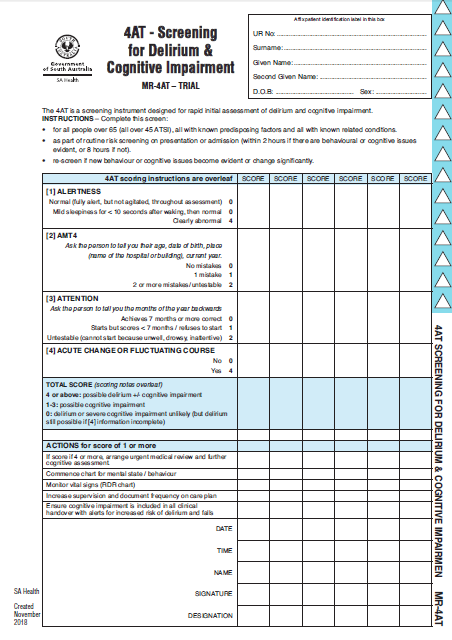 4AT - Screening
for Delirium &
Cognitive Impairment
MR-4AT – TRIAL
Government
of South Australia
SA Health
Affix patient identification label in this box
UR No:
Surname:
Given Name:
Second Given Name:
D.O.B: Sex:
The 4AT is a screening instrument designed for rapid initial assessment of delirium and cognitive impairment.
INSTRUCTIONS – Complete this screen:
• for all people over 65 (all over 45 ATSI), all with known predisposing factors and all with known related conditions.
• as part of routine risk screening on presentation or admission (within 2 hours if there are behavioural or cognitive issues
evident, or 8 hours if not).
• re-screen if new behaviour or cognitive issues become evident or change significantly.
4AT scoring instructions are overleaf SCORE SCORE SCORE SCORE SCORE SCORE
[1] ALERTNESS
Normal (fully alert, but not agitated, throughout assessment) 0
Mild sleepiness for < 10 seconds after waking, then normal 0
Clearly abnormal 4
[2] AMT4
Ask the person to tell you their age, date of birth, place
(name of the hospital or building), current year.
No mistakes 0
1 mistake 1
2 or more mistakes/untestable 2
[3] ATTENTION
Ask the person to tell you the months of the year backwards
Achieves 7 months or more correct 0
Starts but scores < 7 months / refuses to start 1
Untestable (cannot start because unwell, drowsy, inattentive) 2
[4] ACUTE CHANGE OR FLUCTUATING COURSE
No 0
Yes 4
TOTAL SCORE (scoring notes overleaf)
4 or above: possible delirium +/- cognitive impairment
1-3: possible cognitive impairment
0: delirium or severe cognitive impairment unlikely (but delirium
still possible if [4] information incomplete)
ACTIONS for score of 1 or more
If score if 4 or more, arrange urgent medical review and further
cognitive assessment.
Commence chart for mental state / behaviour
Monitor vital signs (RDR chart)
Increase supervision and document frequency on care plan
Ensure cognitive impairment is included in all clinical
handover with alerts for increased risk of delirium and falls
DATE
TIME
NAME
SIGNATURE
DESIGNATION
SA Health
Created
November
2018
4AT SCREENING FOR DELIRIUM & COGNITIVE IMPAIRMEN MR-4AT